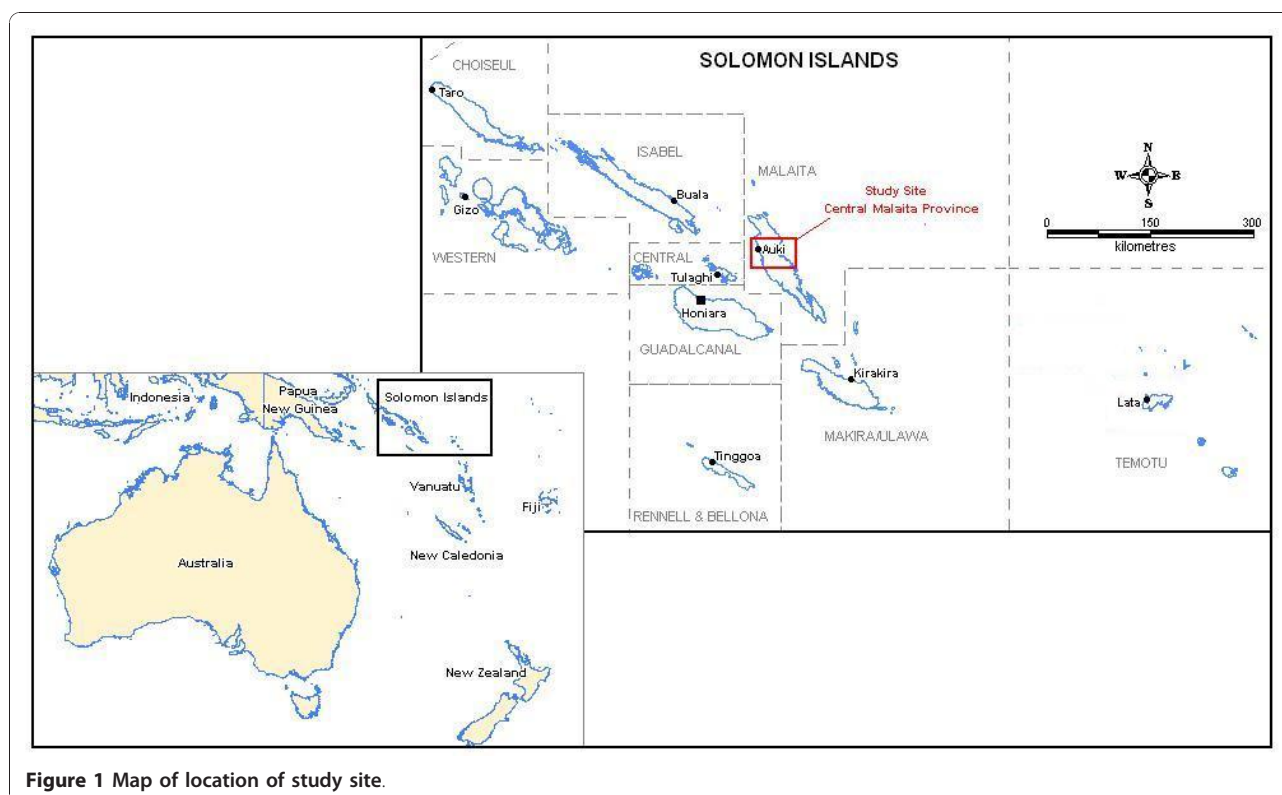 SOLOMON ISLANDS
CHOISEUL
Taro
ISABEL
MALAITA
N
W
E
S
Study Site
Central Malaita Province
0
150
300
kilometres
Buala
Gizo
Auki
WESTERN
CENTRAL
Tulaghi
Honiara
GUADALCANAL
Kirakira
Lata
MAKIRA/ULAWA
TEMOTU
Tinggoa
RENNELL & BELLONA
Indonesia
Papua
New Guinea
Solomon Islands
Vanuatu
Fiji
New Caledonia
Australia
New Zealand
Figure 1 Map of location of study site.